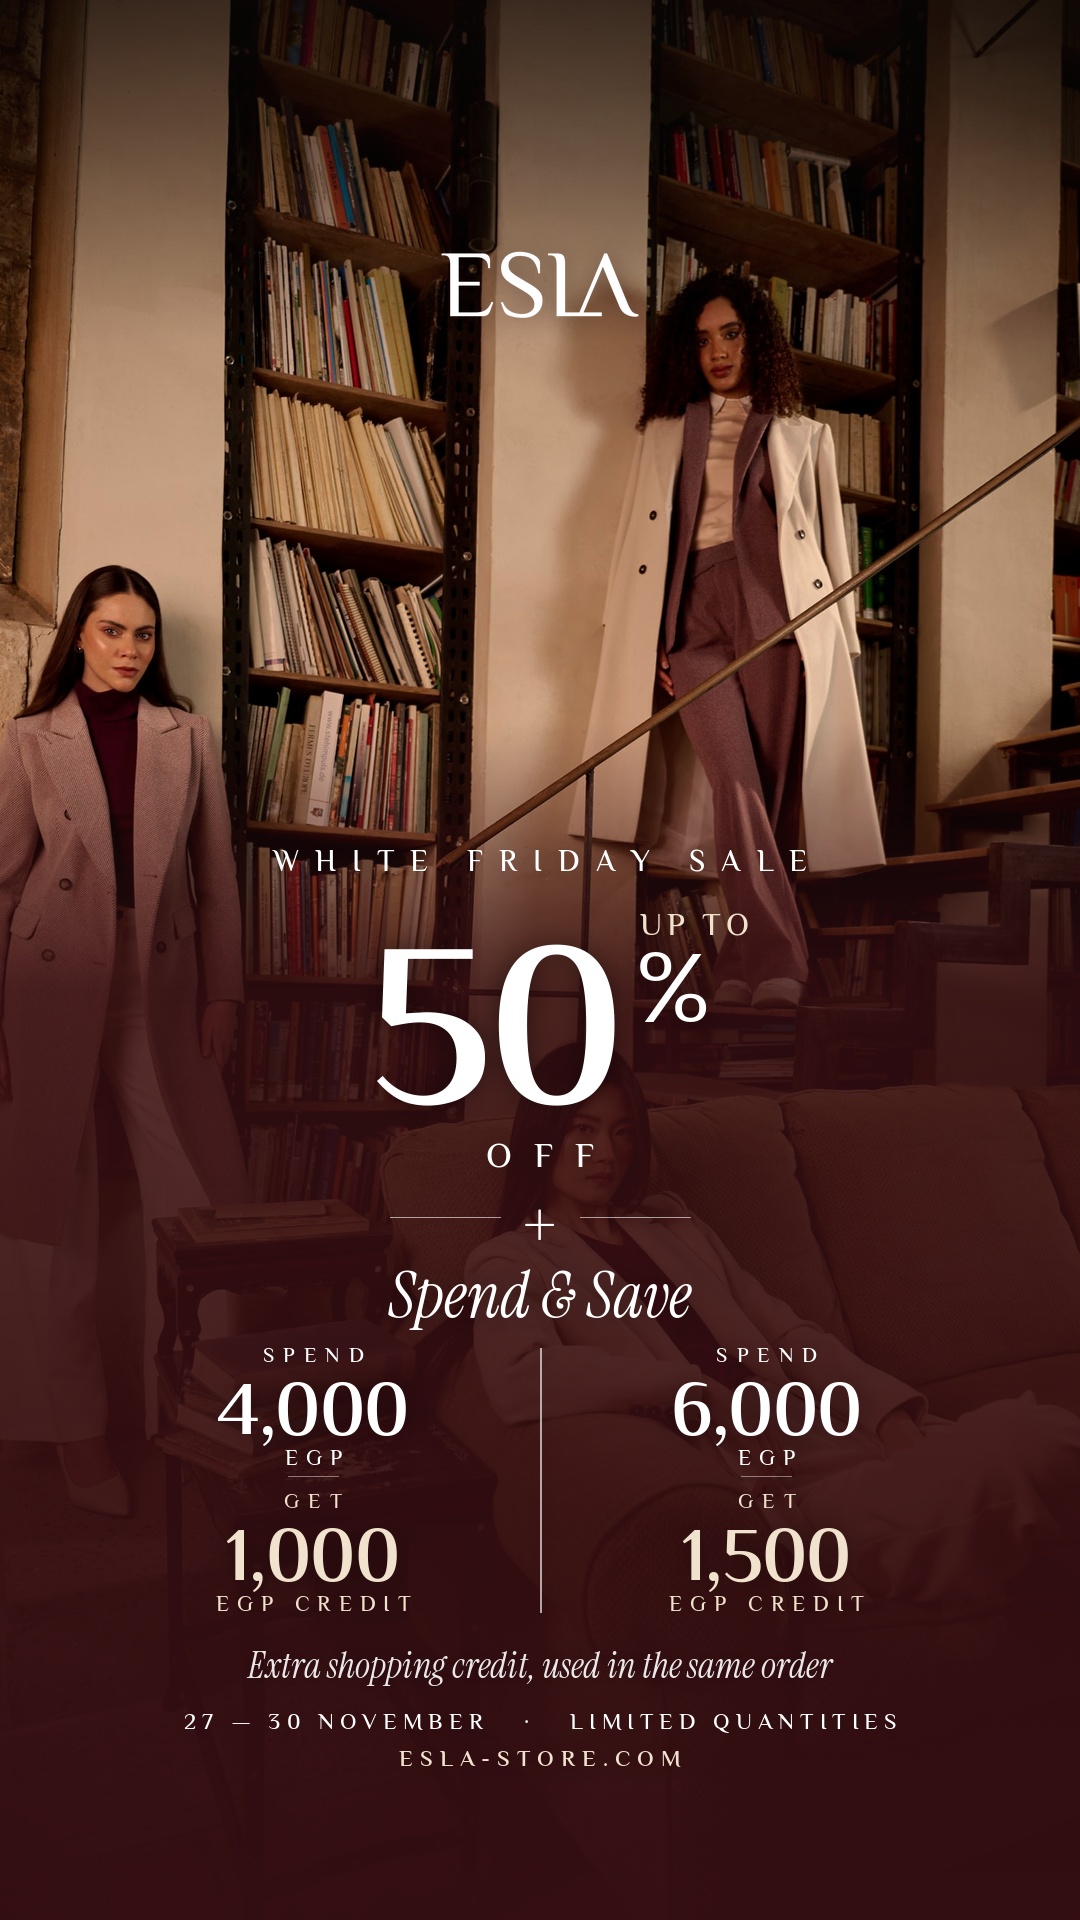 ESLA
WHITE FRIDAY SALE
UP TO
50%
OFF
+
Spend & Save
SPEND
4,000
EGP
GET
1,000
EGP CREDIT
SPEND
6,000
EGP
GET
1,500
EGP CREDIT
Extra shopping credit, used in the same order
27 – 30 NOVEMBER · LIMITED QUANTITIES
ESLA-STORE.COM